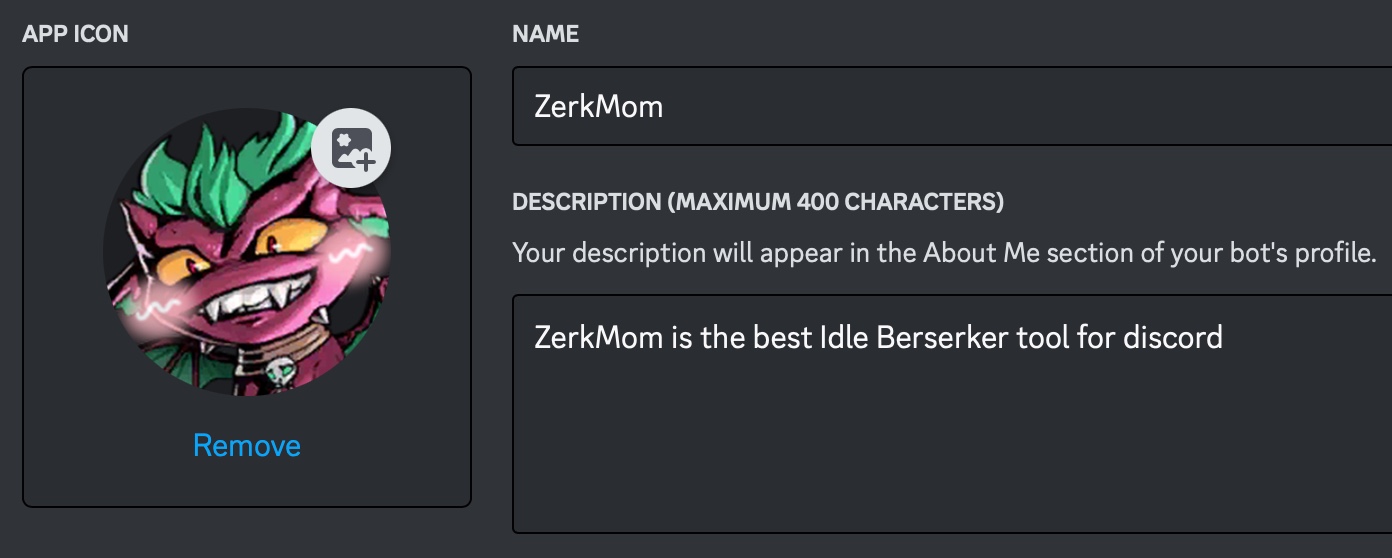 APP ICON
Remove
NAME
ZerkMom
DESCRIPTION (MAXIMUM 400 CHARACTERS)
Your description will appear in the About Me section of your bot's profile.
ZerkMom is the best Idle Berserker tool for discord